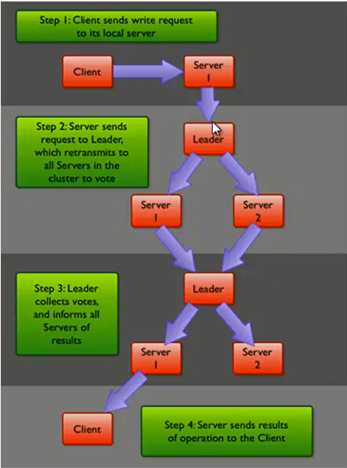 Step 1: Client sends write request
to its local server
Client
Server
1
Step 2: Server sends
request to Leader,
which retransmits to
all Servers in the
cluster to vote
Leader
Server
1
Server
2
Step 3: Leader
collects votes,
and informs all
Servers of
results
Leader
Server
1
Server
2
Client
Step 4: Server sends results
of operation to the Client